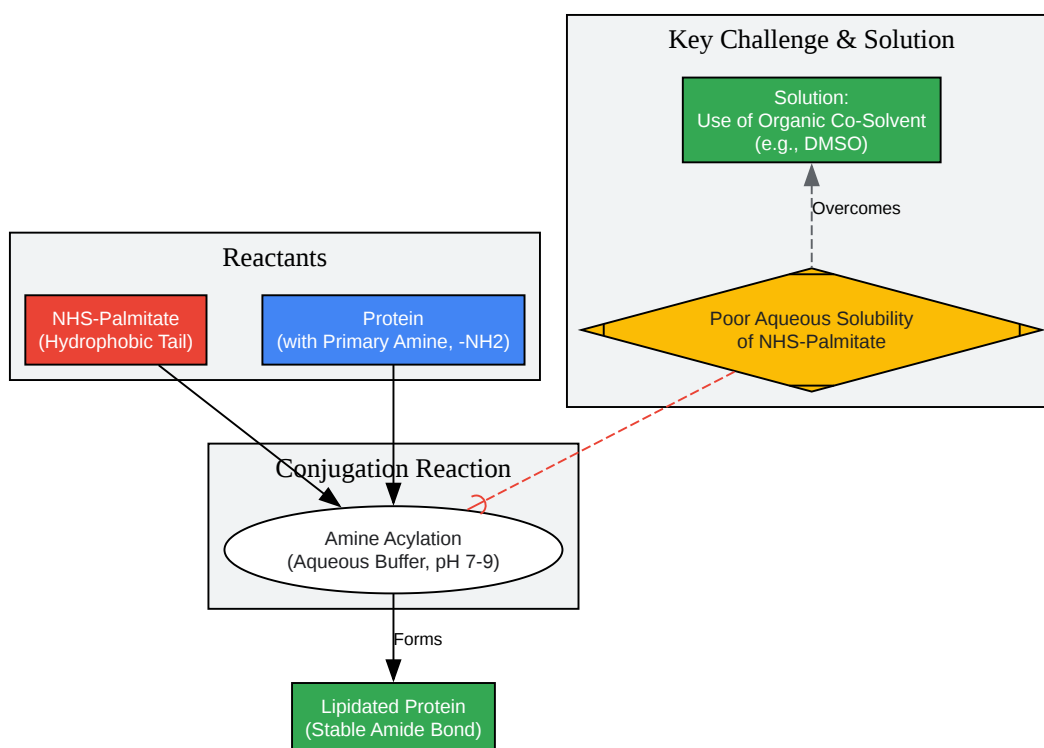 Key Challenge & Solution
Solution:
Use of Organic Co-Solvent
(e.g., DMSO)
Overcomes
Poor Aqueous Solubility
of NHS-Palmitate
Reactants
NHS-Palmitate
(Hydrophobic Tail)
Protein
(with Primary Amine, -NH2)
Conjugation Reaction
Amine Acylation
(Aqueous Buffer, pH 7-9)
Forms
Lipidated Protein
(Stable Amide Bond)